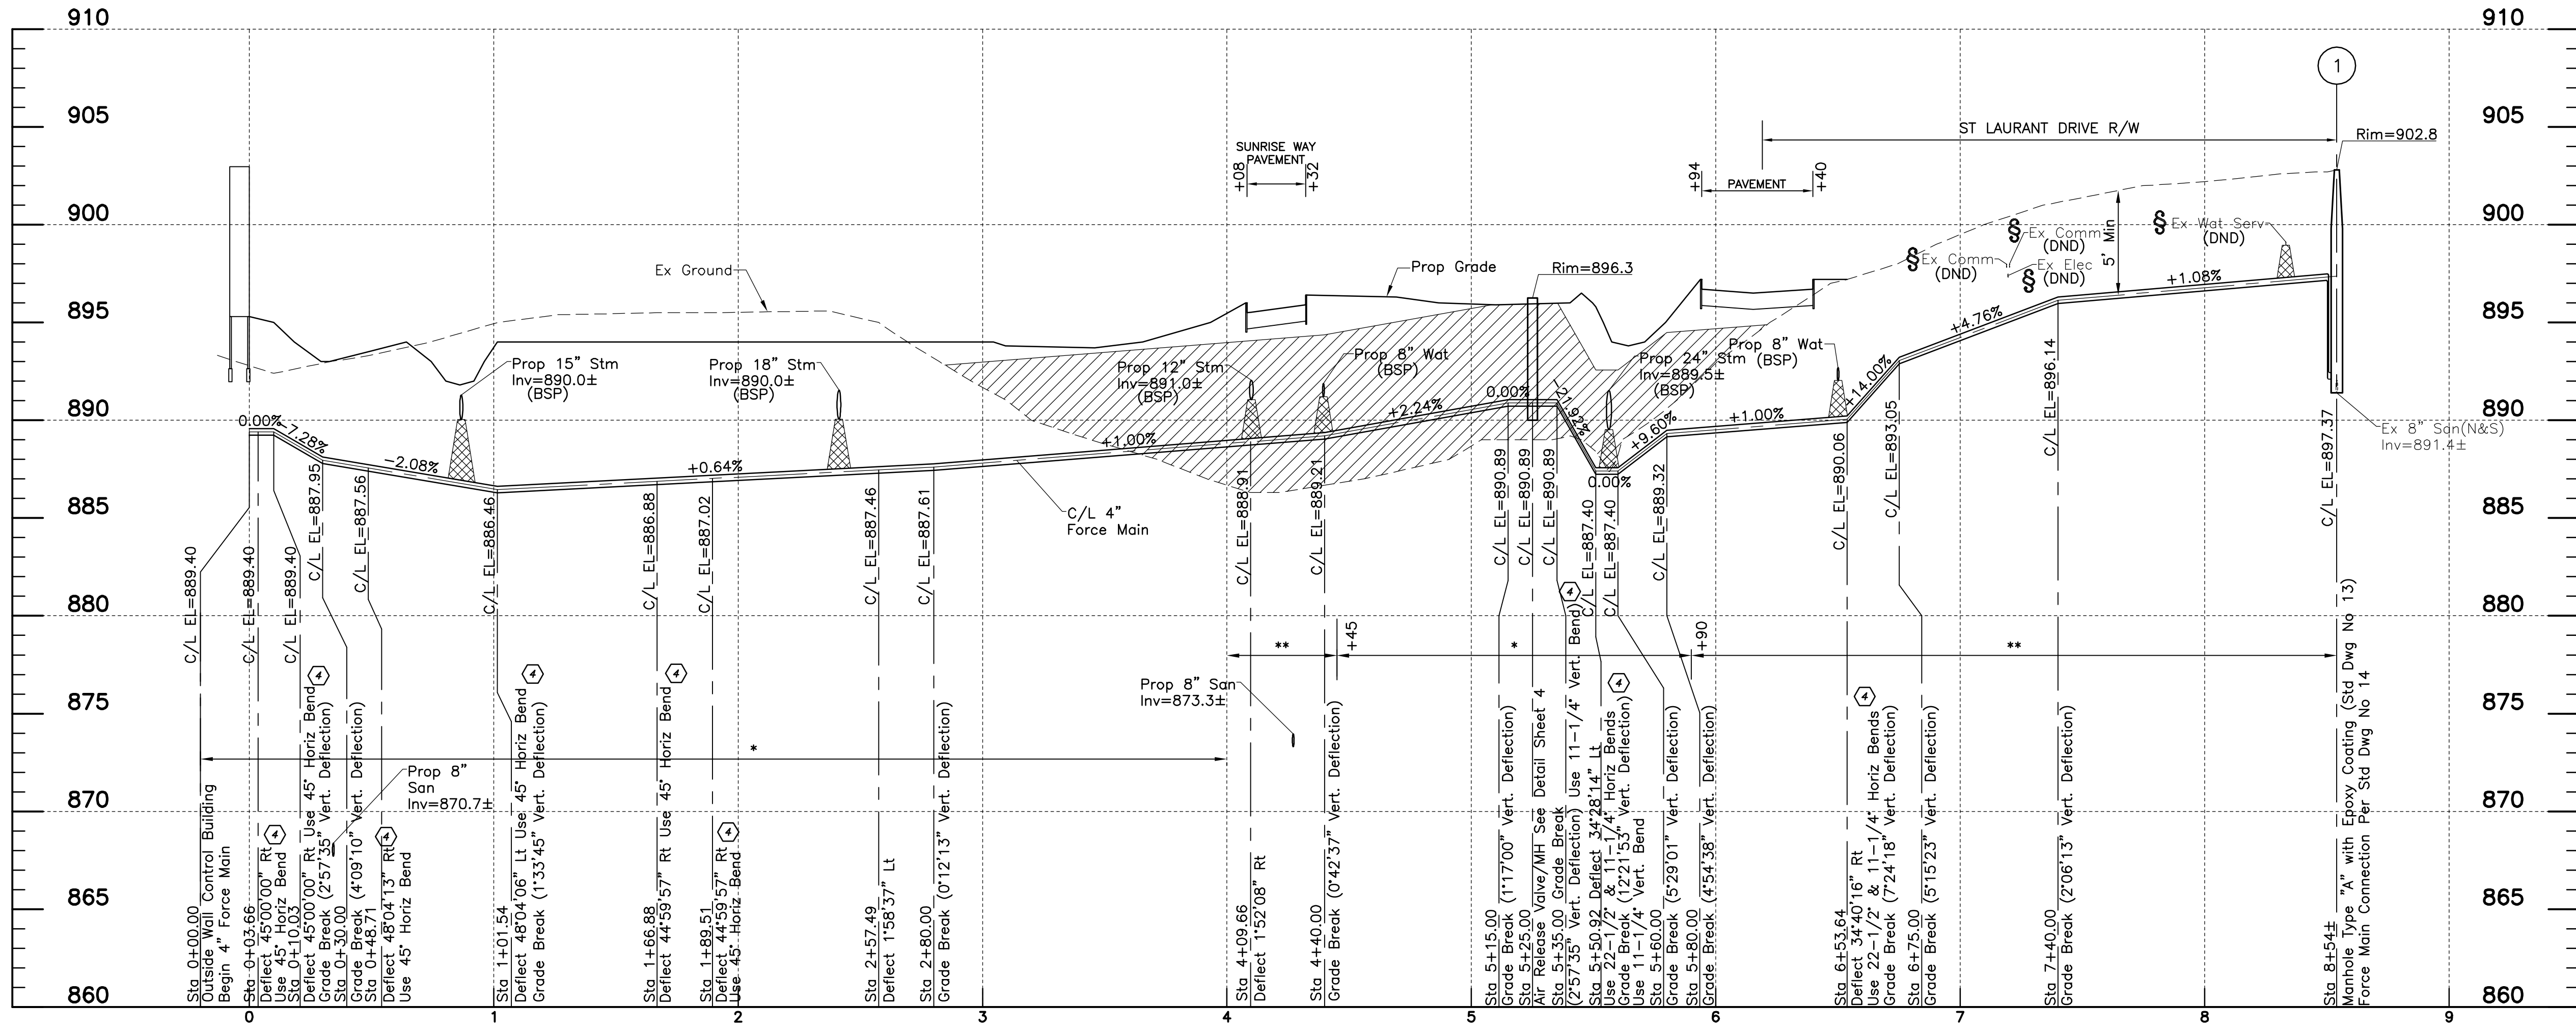 910
905
900
895
890
885
880
875
870
865
860
910
905
900
895
890
885
880
875
870
865
860
0
1
2
3
4
5
6
7
8
9
1
Rim=902.8
ST LAURANT DRIVE R/W
SUNRISE WAY
PAVEMENT
+08
+32
+94
PAVEMENT
+40
Ex Ground
Prop Grade
Rim=896.3
§ Ex Comm
(DND)
§ Ex Comm
(DND)
§ Ex Elec
(DND)
5' Min
§ Ex Wat Serv
(DND)
Prop 15" Stm
Inv=890.0±
(BSP)
Prop 18" Stm
Inv=890.0±
(BSP)
Prop 12" Stm
Inv=891.0±
(BSP)
Prop 8" Wat
(BSP)
Prop 24" Stm
Inv=889.5±
(BSP)
Prop 8" Wat
(BSP)
Ex 8" San(N&S)
Inv=891.4±
0.00%
-7.28%
-2.08%
+0.64%
+1.00%
+2.24%
0.00%
-21.92%
0.00%
+9.60%
+1.00%
+14.00%
+4.76%
+1.08%
C/L 4"
Force Main
C/L EL=889.40
C/L EL=889.40
C/L EL=889.40
C/L EL=887.95
C/L EL=887.56
C/L EL=886.46
C/L EL=886.88
C/L EL=887.02
C/L EL=887.46
C/L EL=887.61
C/L EL=888.91
C/L EL=889.21
C/L EL=890.89
C/L EL=890.89
C/L EL=890.89
C/L EL=887.40
C/L EL=887.40
C/L EL=889.32
C/L EL=890.06
C/L EL=893.05
C/L EL=896.14
C/L EL=897.37
*
**
+45
*
+90
**
Prop 8" San
Inv=873.3±
Prop 8"
San
Inv=870.7±
Sta 0+00.00
Outside Wall Control Building
Begin 4" Force Main
Sta 0+03.66
Deflect 45°00'00" Rt 4
Use 45° Horiz Bend
Sta 0+10.03
Deflect 45°00'00" Rt Use 45° Horiz Bend 4
Grade Break (2°57'35" Vert. Deflection)
Sta 0+30.00
Grade Break (4°09'10" Vert. Deflection)
Sta 0+48.71
Deflect 48°04'13" Rt 4
Use 45° Horiz Bend
Sta 1+01.54
Deflect 48°04'06" Lt Use 45° Horiz Bend 4
Grade Break (1°33'45" Vert. Deflection)
Sta 1+66.88
Deflect 44°59'57" Rt Use 45° Horiz Bend 4
Sta 1+89.51
Deflect 44°59'57" Rt 4
Use 45° Horiz Bend
Sta 2+57.49
Deflect 1°58'37" Lt
Sta 2+80.00
Grade Break (0°12'13" Vert. Deflection)
Sta 4+09.66
Deflect 1°52'08" Rt
Sta 4+40.00
Grade Break (0°42'37" Vert. Deflection)
Sta 5+15.00
Grade Break (1°17'00" Vert. Deflection)
Sta 5+25.00
Air Release Valve/MH See Detail Sheet 4
Sta 5+35.00 Grade Break
(2°57'35" Vert. Deflection) Use 11-1/4° Vert. Bend) 4
Sta 5+50.92 Deflect 34°28'14" Lt
Use 22-1/2° & 11-1/4° Horiz Bends 4
Grade Break (12°21'53" Vert. Deflection)
Use 11-1/4° Vert. Bend
Sta 5+60.00
Grade Break (5°29'01" Vert. Deflection)
Sta 5+80.00
Grade Break (4°54'38" Vert. Deflection)
Sta 6+53.64
Deflect 34°40'16" Rt
Use 22-1/2° & 11-1/4° Horiz Bends 4
Grade Break (7°24'18" Vert. Deflection)
Sta 6+75.00
Grade Break (5°15'23" Vert. Deflection)
Sta 7+40.00
Grade Break (2°06'13" Vert. Deflection)
Sta 8+54±
Manhole Type "A" with Epoxy Coating (Std Dwg No 13)
Force Main Connection Per Std Dwg No 14